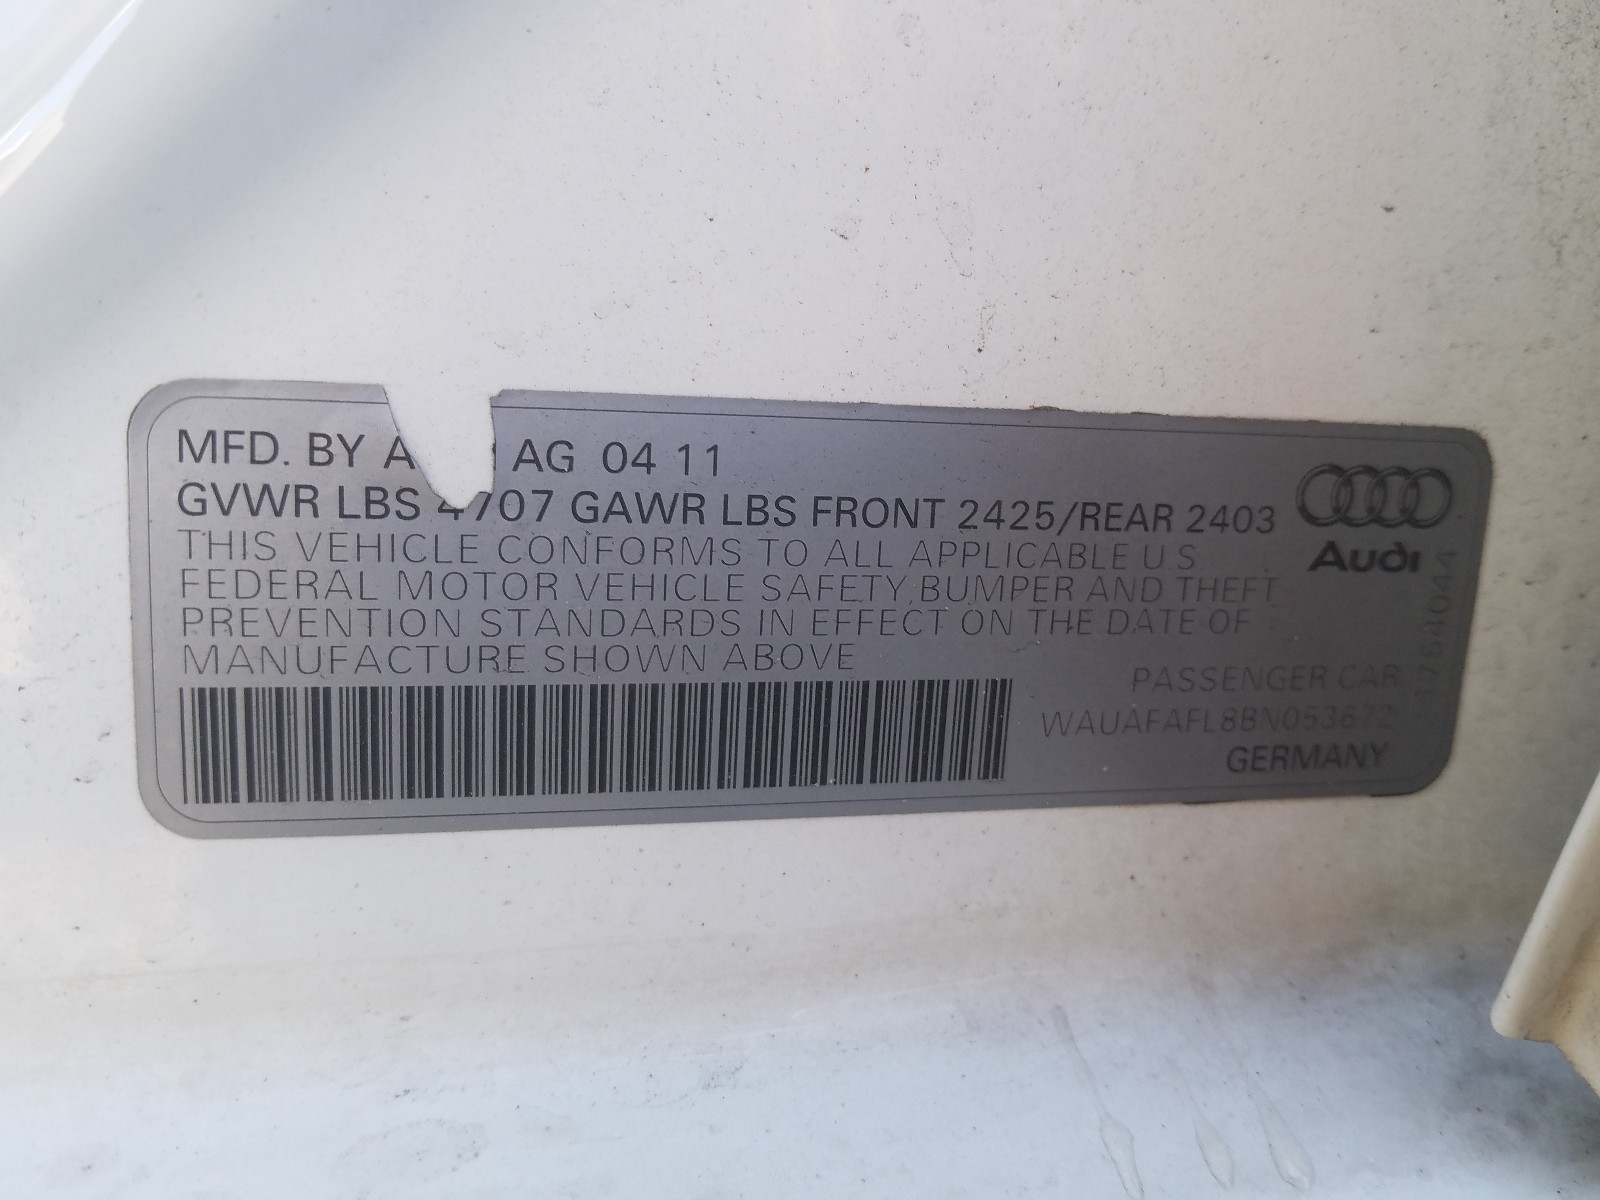 MFD. BY AG 04 11
GVWR LBS 4707 GAWR LBS FRONT 2425/REAR 2403
THIS VEHICLE CONFORMS TO ALL APPLICABLE U S
FEDERAL MOTOR VEHICLE SAFETY, BUMPER AND THEFT
PREVENTION STANDARDS IN EFFECT ON THE DATE OF
MANUFACTURE SHOWN ABOVE
Audi
PASSENGER CAR
WAUAFAFL8BN053672
GERMANY